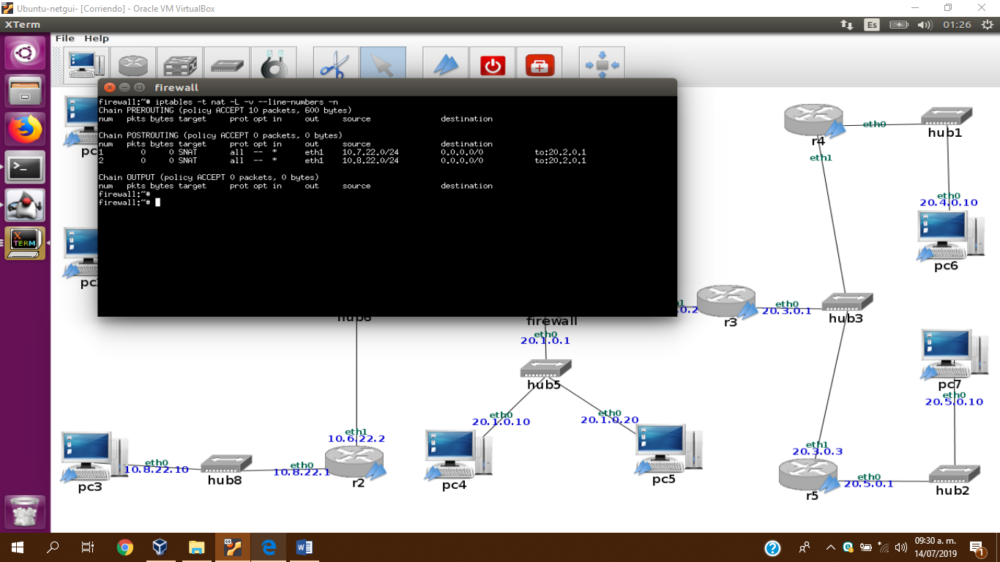 Ubuntu-netgui- [Corriendo] - Oracle VM VirtualBox
XTerm
Es
01:26
File Help
firewall
firewall:~# iptables -t nat -L -v --line-numbers -n
Chain PREROUTING (policy ACCEPT 10 packets, 600 bytes)
num pkts bytes target prot opt in out source destination
Chain POSTROUTING (policy ACCEPT 0 packets, 0 bytes)
num pkts bytes target prot opt in out source destination
1 0 0 SNAT all -- * eth1 10.7.22.0/24 0.0.0.0/0 to:20.2.0.1
2 0 0 SNAT all -- * eth1 10.8.22.0/24 0.0.0.0/0 to:20.2.0.1
Chain OUTPUT (policy ACCEPT 0 packets, 0 bytes)
num pkts bytes target prot opt in out source destination
firewall:~#
firewall:~#
r4
eth0
hub1
eth1
eth0
20.4.0.10
pc6
X TERM
r3
eth0
20.3.0.1
hub3
firewall
eth0
20.1.0.1
hub5
pc7
eth0
20.5.0.10
eth0
20.1.0.10
eth0
20.1.0.20
eth1
10.6.22.2
eth1
20.3.0.3
pc3
eth0
10.8.22.10
hub8
eth0
10.8.22.1
r2
pc4
pc5
r5
eth0
20.5.0.1
hub2
09:30 a. m.
14/07/2019
1